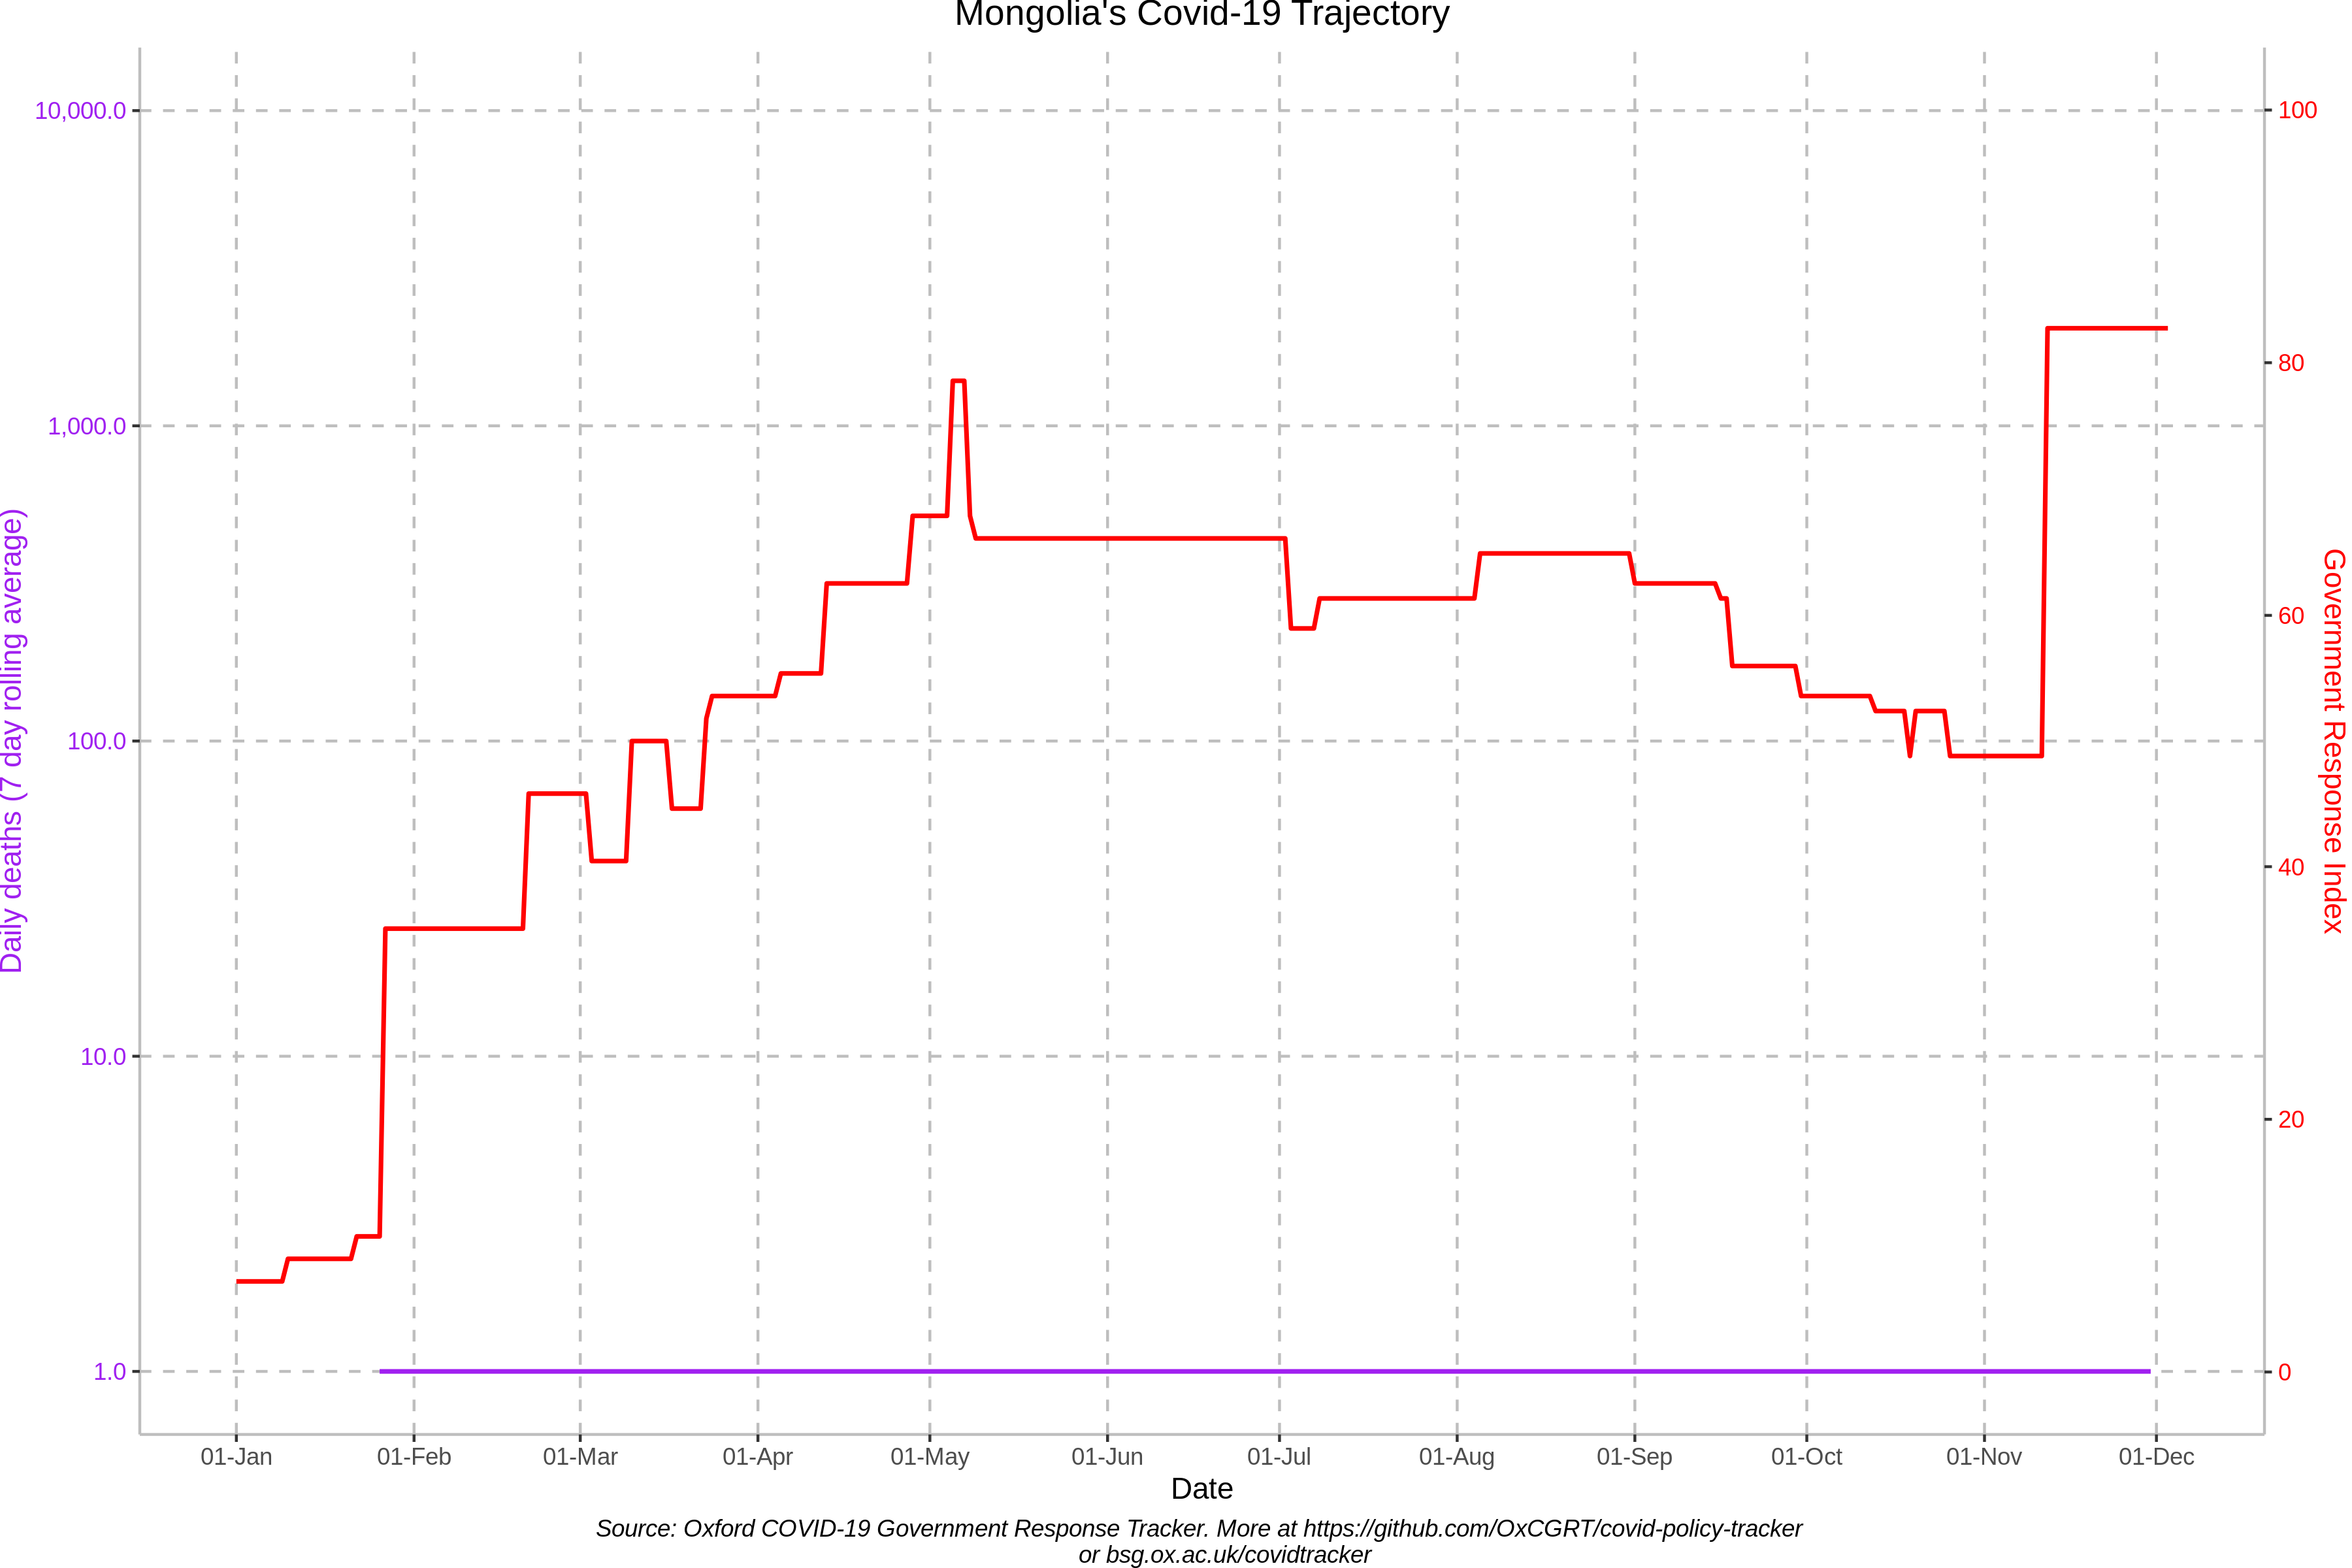 Mongolia's Covid-19 Trajectory
10,000.0
1,000.0
100.0
10.0
1.0
Daily deaths (7 day rolling average)
100
80
60
40
20
0
Government Response Index
01-Jan 01-Feb 01-Mar 01-Apr 01-May 01-Jun 01-Jul 01-Aug 01-Sep 01-Oct 01-Nov 01-Dec
Date
Source: Oxford COVID-19 Government Response Tracker. More at https://github.com/OxCGRT/covid-policy-tracker
or bsg.ox.ac.uk/covidtracker